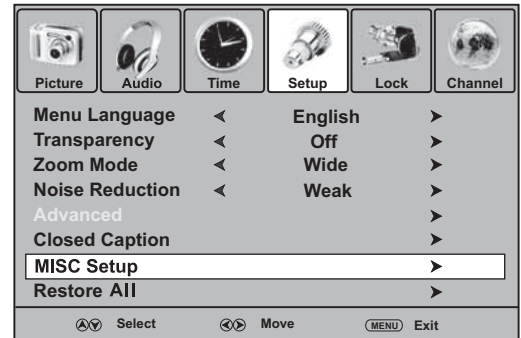 Picture Audio Time Setup Lock Channel
Menu Language English
Transparency Off
Zoom Mode Wide
Noise Reduction Weak
Advanced
Closed Caption
MISC Setup
Restore All
Select Move MENU Exit